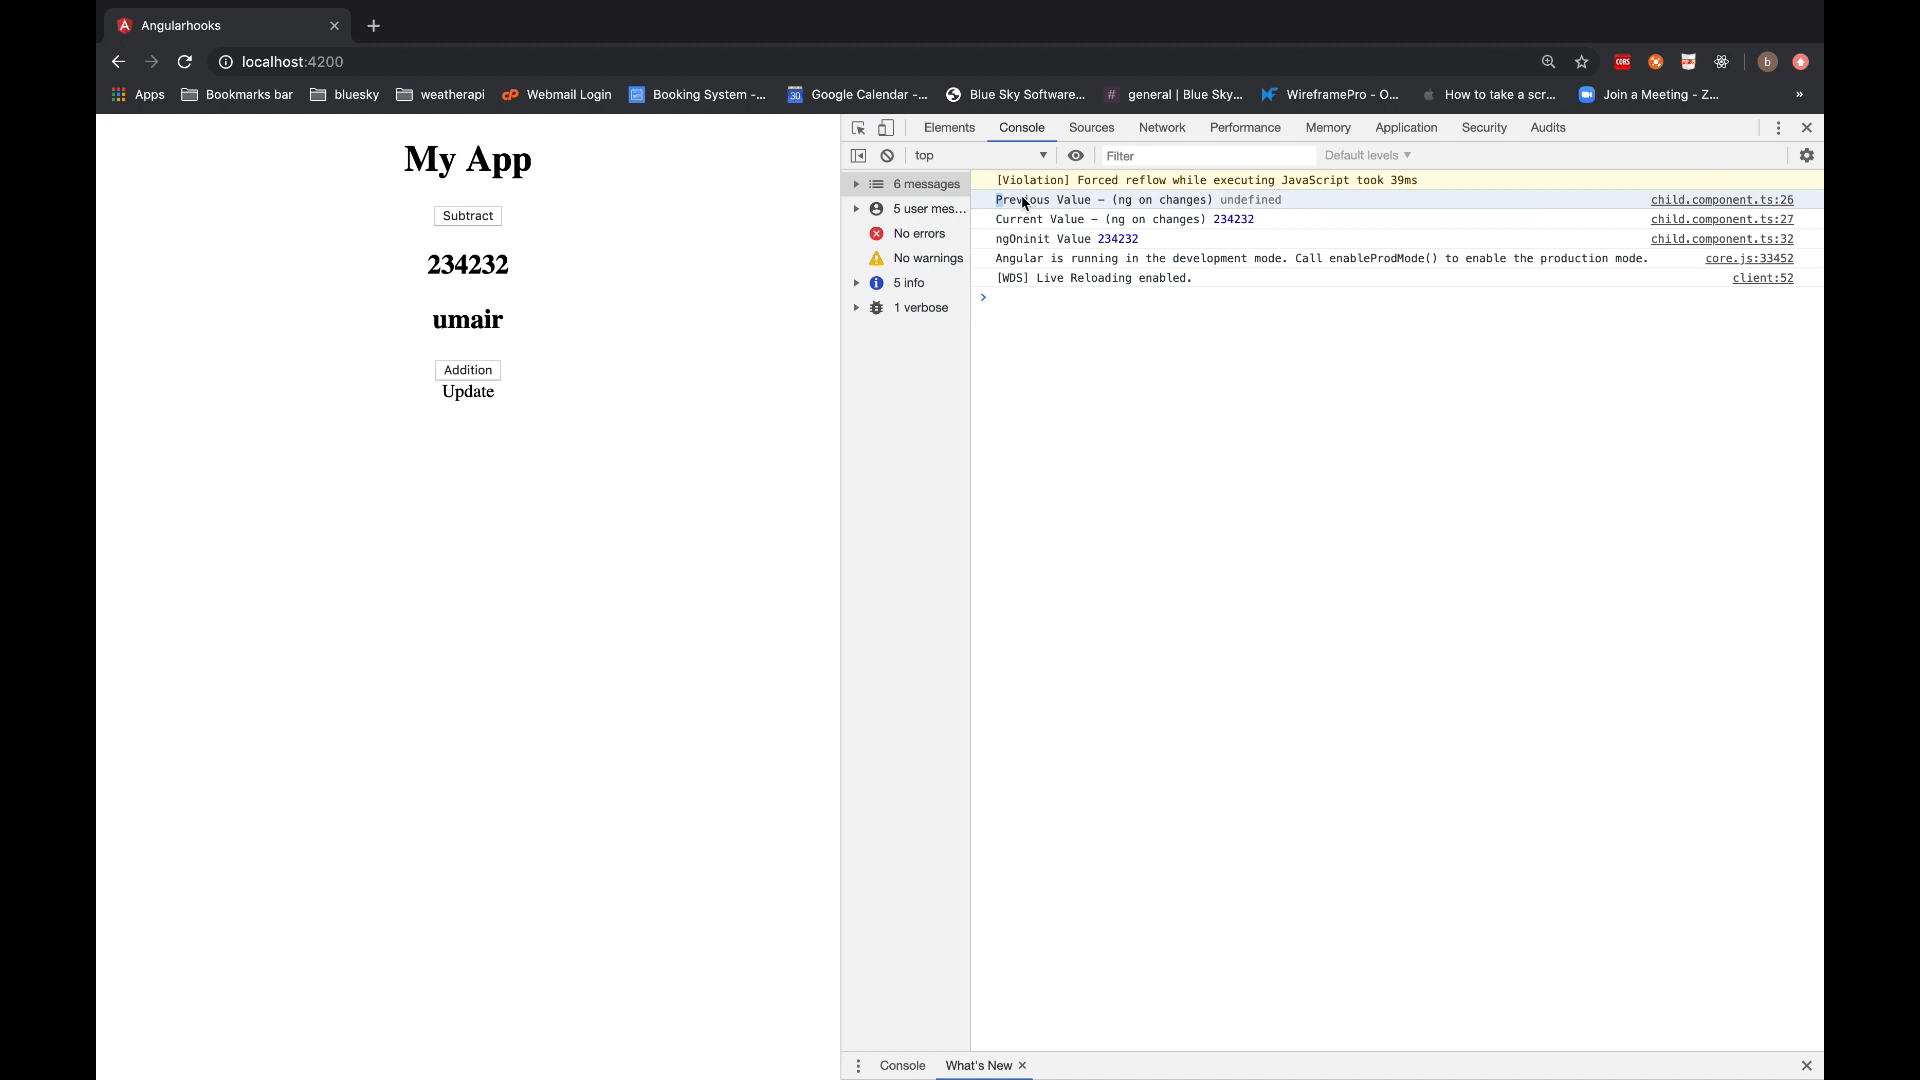 Angularhooks
localhost:4200
Apps Bookmarks bar bluesky weatherapi Webmail Login Booking System -... Google Calendar -... Blue Sky Software... general | Blue Sky... WireframePro - O... How to take a scr... Join a Meeting - Z... »
My App
Subtract
234232
umair
Addition
Update
Elements Console Sources Network Performance Memory Application Security Audits
top Filter Default levels
6 messages
5 user mes...
No errors
No warnings
5 info
1 verbose
[Violation] Forced reflow while executing JavaScript took 39ms
Previous Value – (ng on changes) undefined child.component.ts:26
Current Value – (ng on changes) 234232 child.component.ts:27
ngOninit Value 234232 child.component.ts:32
Angular is running in the development mode. Call enableProdMode() to enable the production mode. core.js:33452
[WDS] Live Reloading enabled. client:52
Console What's New